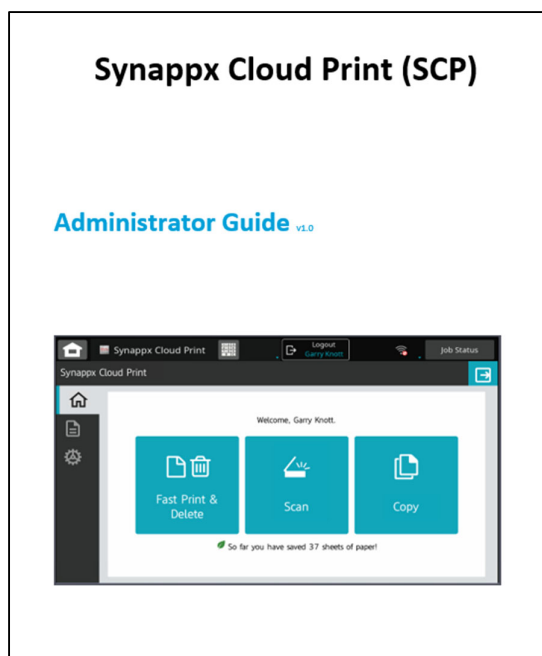 Synappx Cloud Print (SCP)
Administrator Guide v1.0
Synappx Cloud Print
Logout
Garry Knott
Job Status
Synappx Cloud Print
Welcome, Garry Knott.
Fast Print &
Delete
Scan
Copy
So far you have saved 37 sheets of paper!